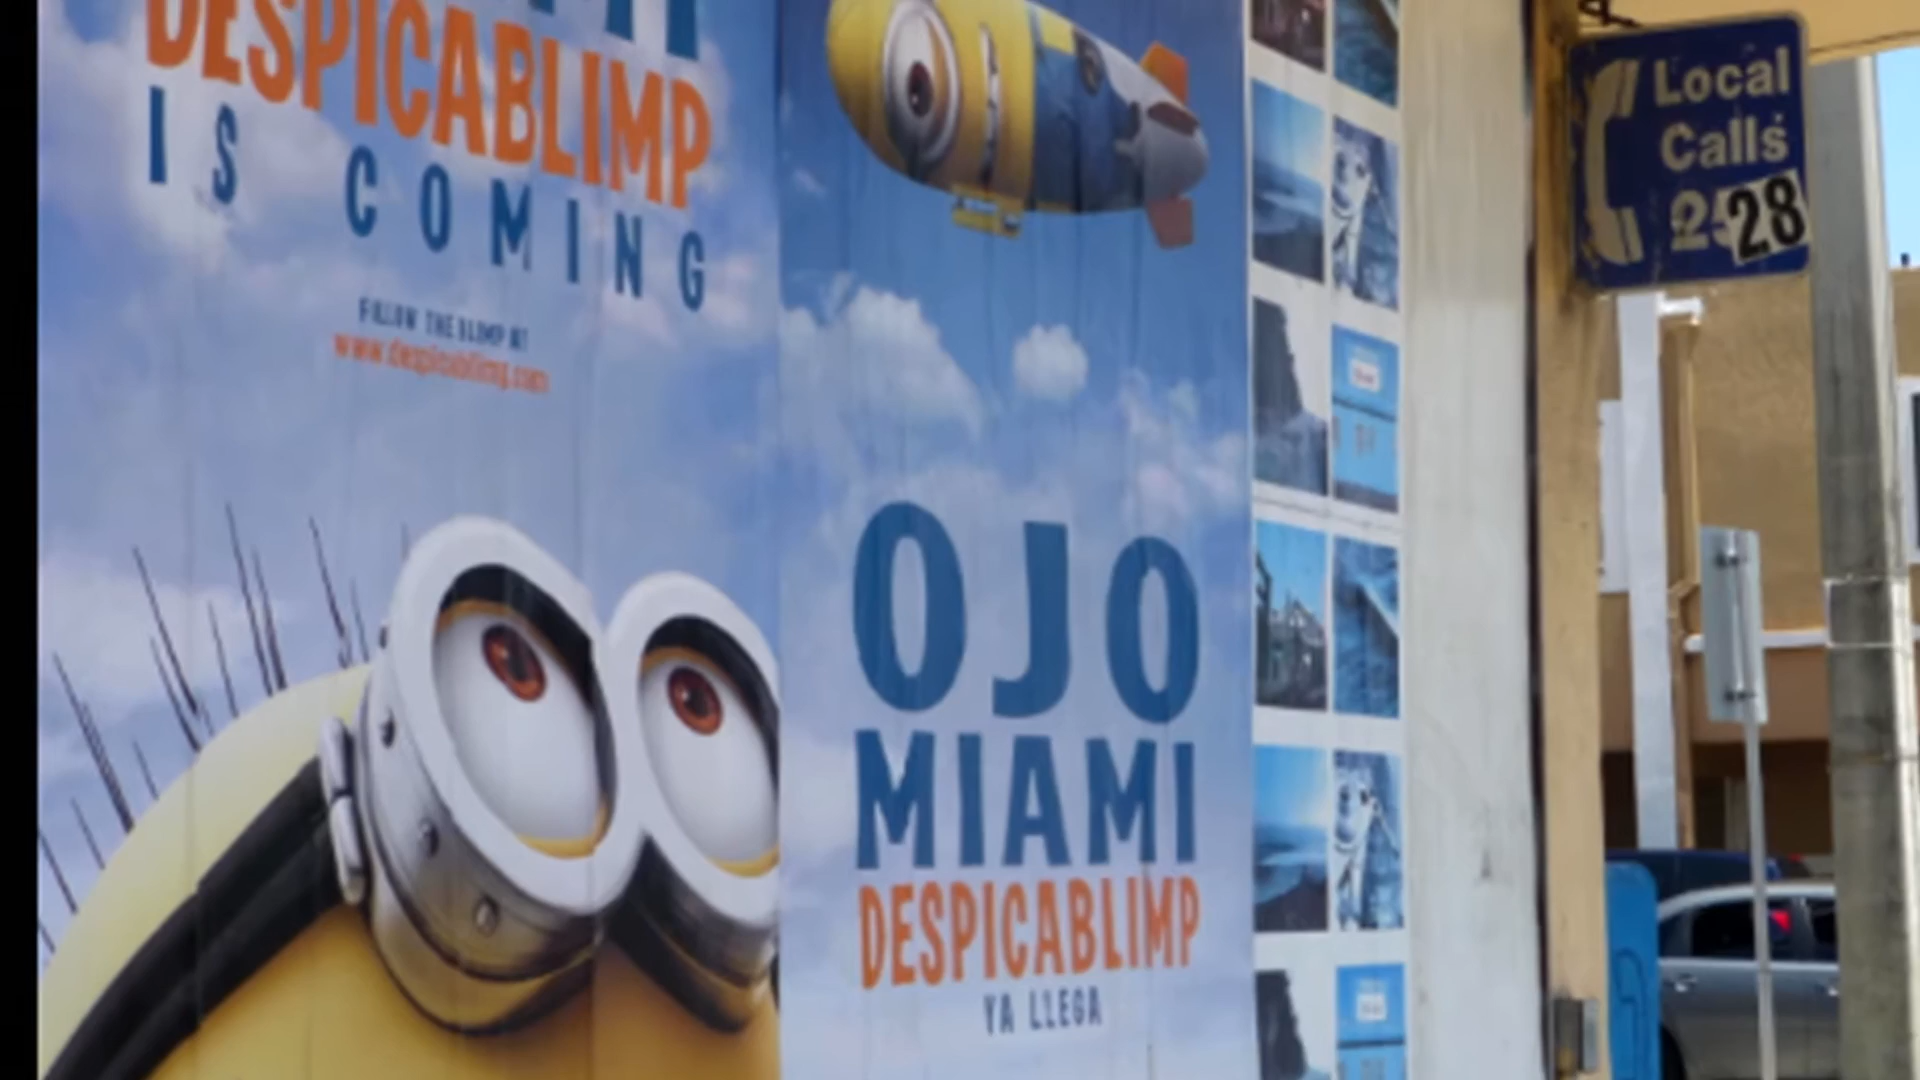 DESPICABLIMP
IS COMING
FOLLOW THE BLIMP AT
www.despicablimp.com
OJO
MIAMI
DESPICABLIMP
YA LLEGA
Local
Calls
28